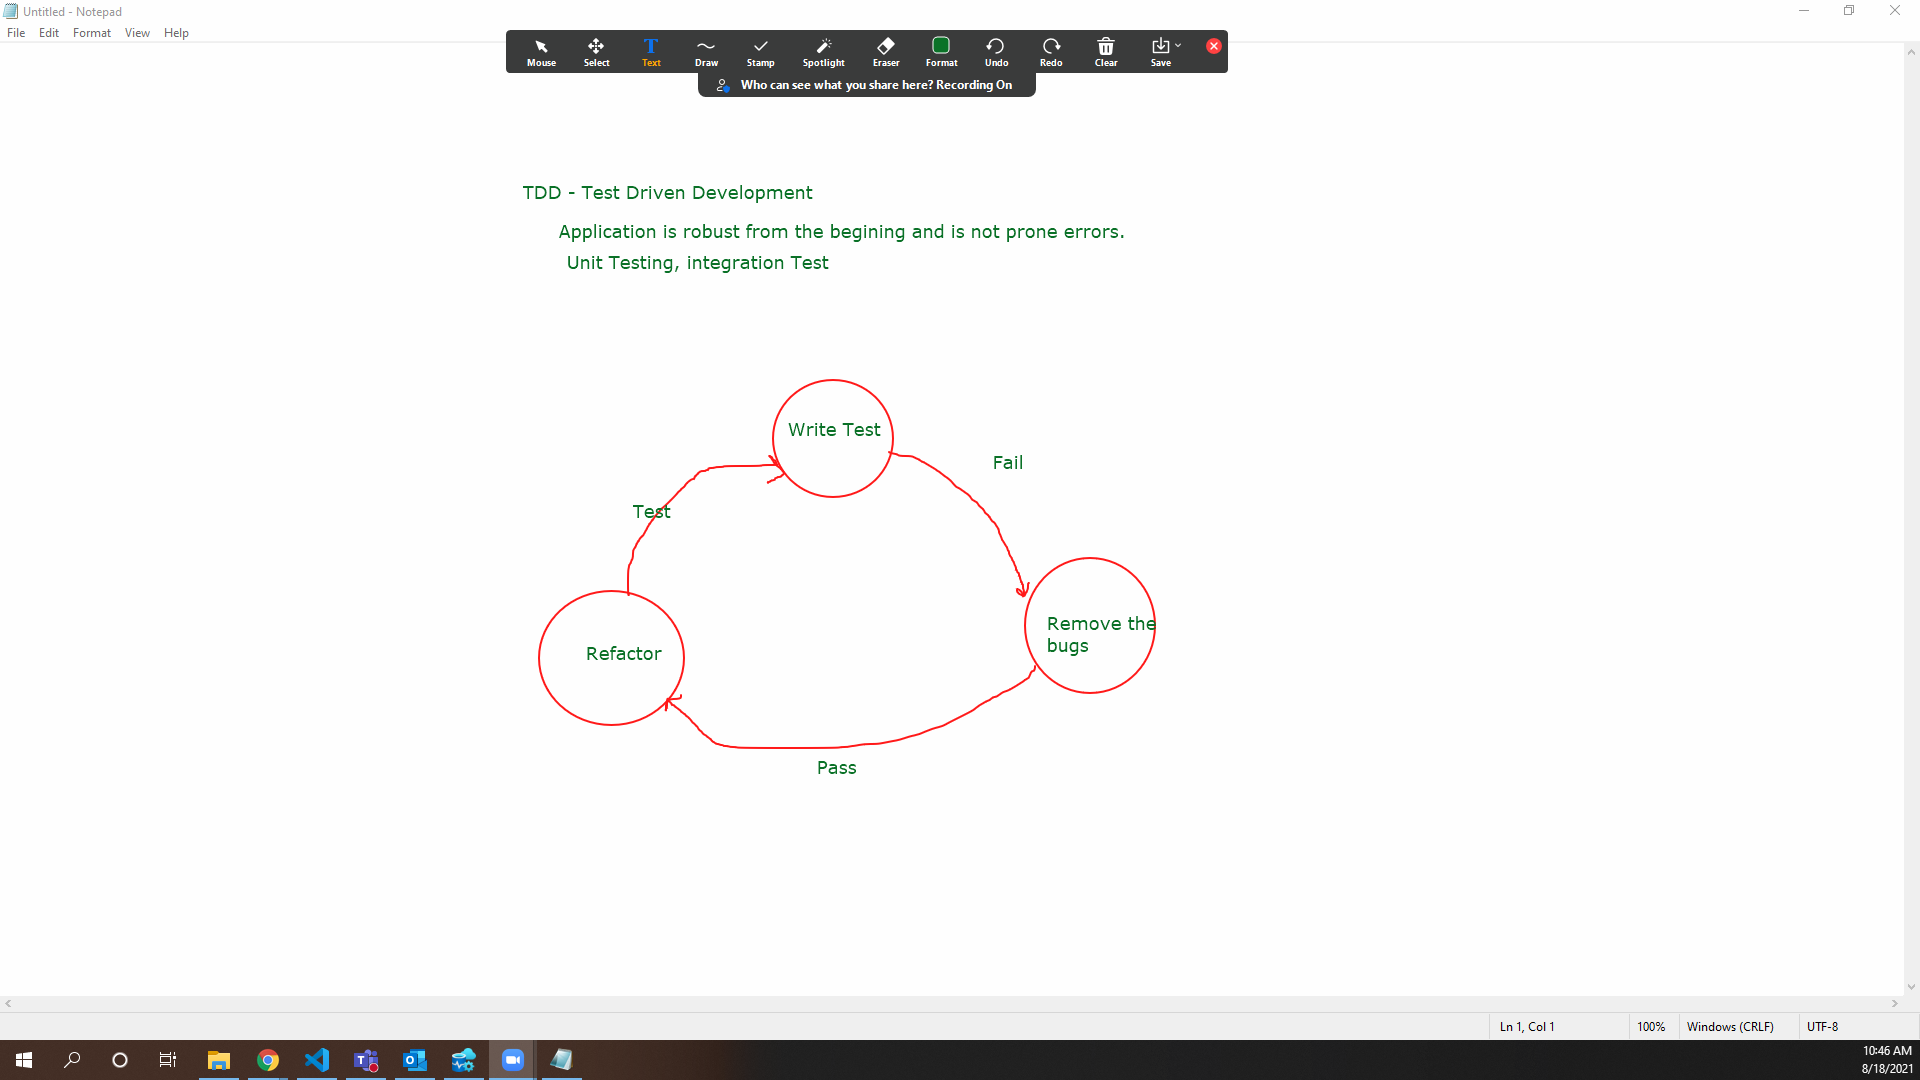 Untitled - Notepad
File Edit Format View Help
Mouse Select Text Draw Stamp Spotlight Eraser Format Undo Redo Clear Save
Who can see what you share here? Recording On
TDD - Test Driven Development
Application is robust from the begining and is not prone errors.
Unit Testing, integration Test
Write Test
Fail
Test
Remove the
bugs
Refactor
Pass
Ln 1, Col 1 100% Windows (CRLF) UTF-8
10:46 AM
8/18/2021